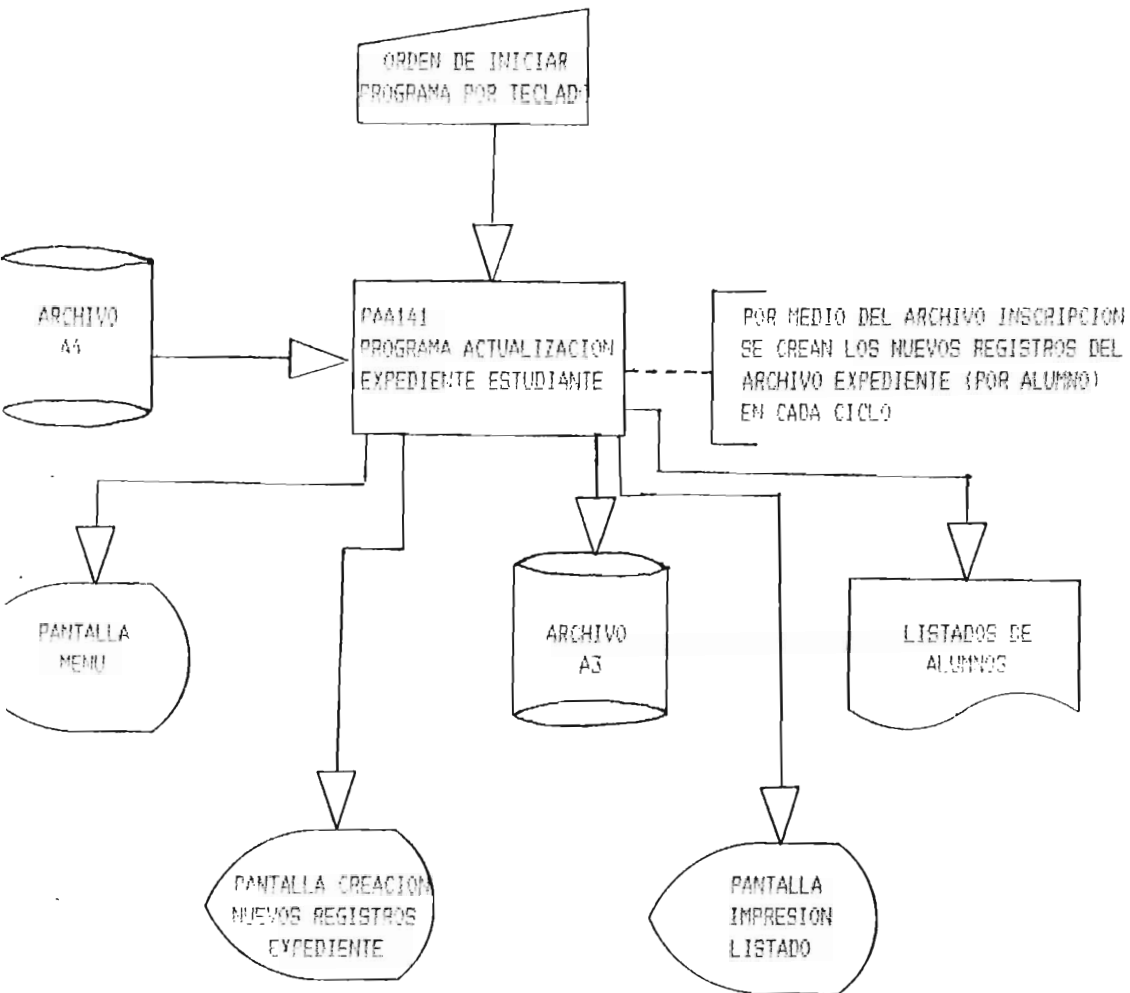 ORDEN DE INICIAR
PROGRAMA POR TECLADO
ARCHIVO
A4
PAA141
PROGRAMA ACTUALIZACION
EXPEDIENTE ESTUDIANTE
POR MEDIO DEL ARCHIVO INSCRIPCION
SE CREAN LOS NUEVOS REGISTROS DEL
ARCHIVO EXPEDIENTE (POR ALUMNO)
EN CADA CICLO
PANTALLA
MENU
ARCHIVO
A3
LISTADOS DE
ALUMNOS
PANTALLA CREACION
NUEVOS REGISTROS
EXPEDIENTE
PANTALLA
IMPRESION
LISTADO